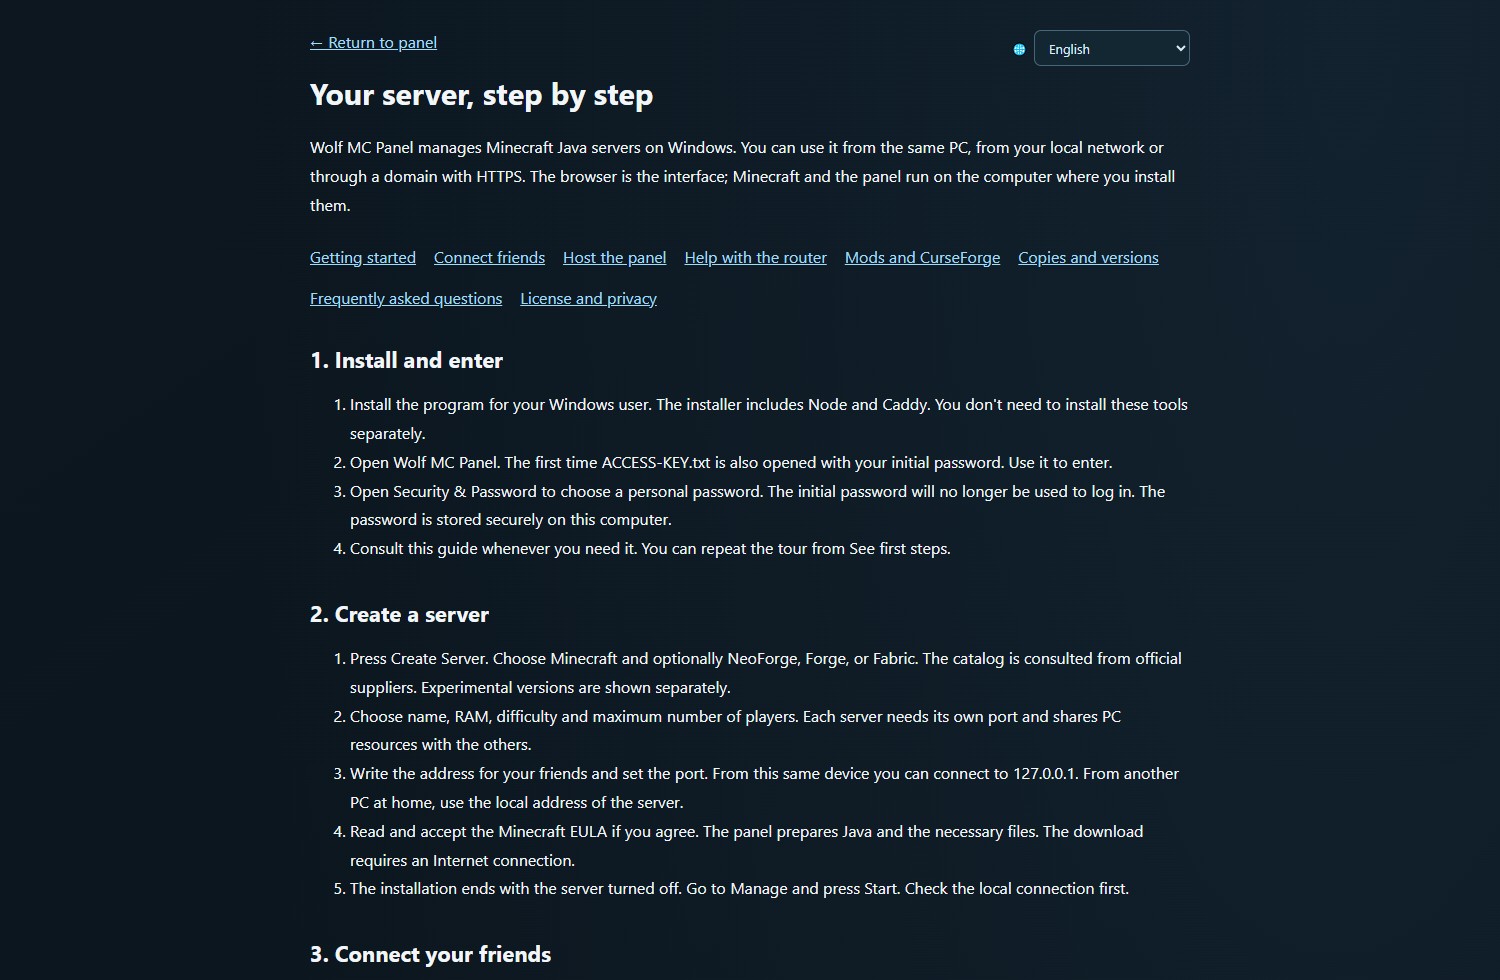 ← Return to panel
English
Your server, step by step
Wolf MC Panel manages Minecraft Java servers on Windows. You can use it from the same PC, from your local network or
through a domain with HTTPS. The browser is the interface; Minecraft and the panel run on the computer where you install
them.
Getting started Connect friends Host the panel Help with the router Mods and CurseForge Copies and versions
Frequently asked questions License and privacy
1. Install and enter
1. Install the program for your Windows user. The installer includes Node and Caddy. You don't need to install these tools
separately.
2. Open Wolf MC Panel. The first time ACCESS-KEY.txt is also opened with your initial password. Use it to enter.
3. Open Security & Password to choose a personal password. The initial password will no longer be used to log in. The
password is stored securely on this computer.
4. Consult this guide whenever you need it. You can repeat the tour from See first steps.
2. Create a server
1. Press Create Server. Choose Minecraft and optionally NeoForge, Forge, or Fabric. The catalog is consulted from official
suppliers. Experimental versions are shown separately.
2. Choose name, RAM, difficulty and maximum number of players. Each server needs its own port and shares PC
resources with the others.
3. Write the address for your friends and set the port. From this same device you can connect to 127.0.0.1. From another
PC at home, use the local address of the server.
4. Read and accept the Minecraft EULA if you agree. The panel prepares Java and the necessary files. The download
requires an Internet connection.
5. The installation ends with the server turned off. Go to Manage and press Start. Check the local connection first.
3. Connect your friends